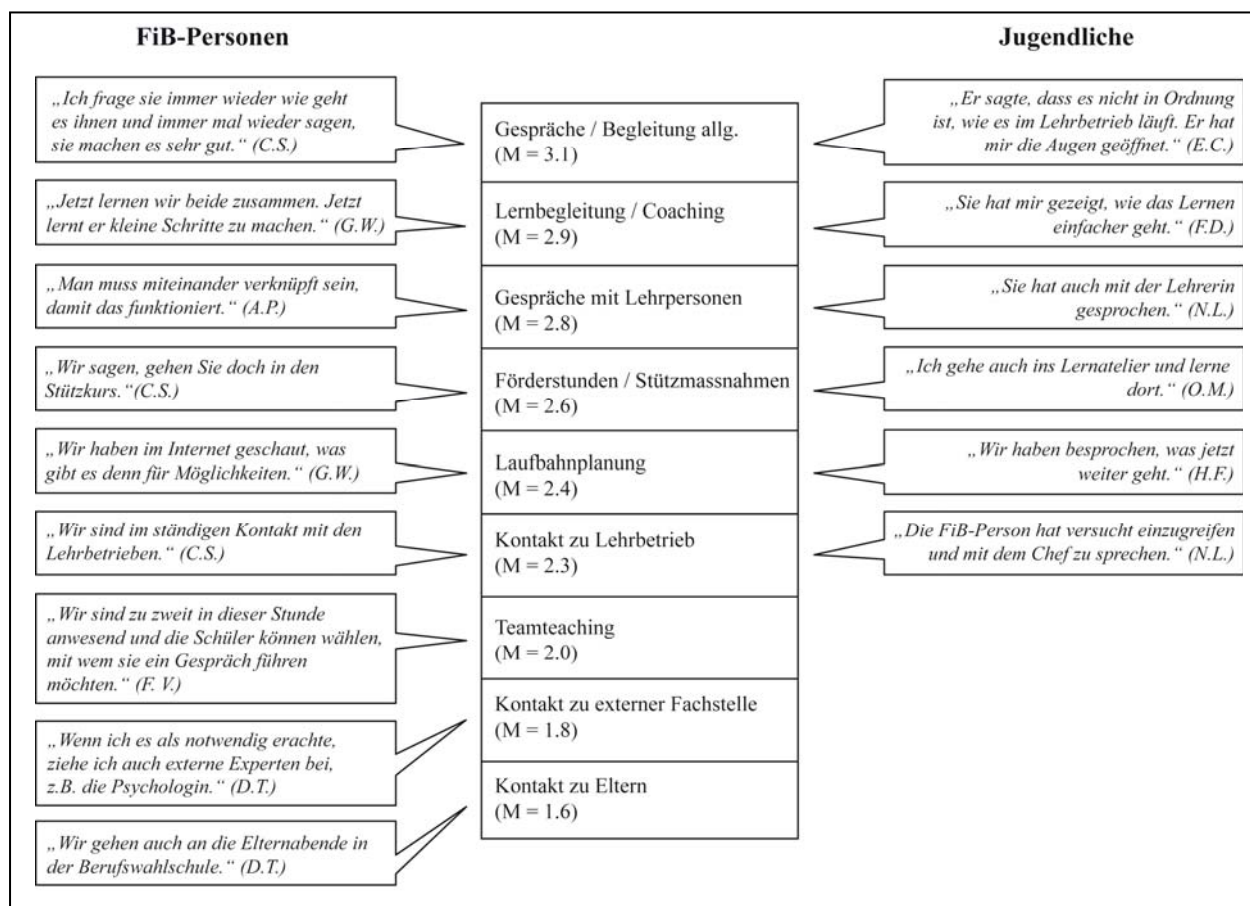 FiB-Personen
Jugendliche
„Ich frage sie immer wieder wie geht
es ihnen und immer mal wieder sagen,
sie machen es sehr gut.“ (C.S.)
Gespräche / Begleitung allg.
(M = 3.1)
„Er sagte, dass es nicht in Ordnung
ist, wie es im Lehrbetrieb läuft. Er hat
mir die Augen geöffnet.“ (E.C.)
„Jetzt lernen wir beide zusammen. Jetzt
lernt er kleine Schritte zu machen.“ (G.W.)
Lernbegleitung / Coaching
(M = 2.9)
„Sie hat mir gezeigt, wie das Lernen
einfacher geht.“ (F.D.)
„Man muss miteinander verknüpft sein,
damit das funktioniert.“ (A.P.)
Gespräche mit Lehrpersonen
(M = 2.8)
„Sie hat auch mit der Lehrerin
gesprochen.“ (N.L.)
„Wir sagen, gehen Sie doch in den
Stützkurs.“(C.S.)
Förderstunden / Stützmassnahmen
(M = 2.6)
„Ich gehe auch ins Lernatelier und lerne
dort.“ (O.M.)
„Wir haben im Internet geschaut, was
gibt es denn für Möglichkeiten.“ (G.W.)
Laufbahnplanung
(M = 2.4)
„Wir haben besprochen, was jetzt
weiter geht.“ (H.F.)
„Wir sind im ständigen Kontakt mit den
Lehrbetrieben.“ (C.S.)
Kontakt zu Lehrbetrieb
(M = 2.3)
„Die FiB-Person hat versucht einzugreifen
und mit dem Chef zu sprechen.“ (N.L.)
„Wir sind zu zweit in dieser Stunde
anwesend und die Schüler können wählen,
mit wem sie ein Gespräch führen
möchten.“ (F. V.)
Teamteaching
(M = 2.0)
„Wenn ich es als notwendig erachte,
ziehe ich auch externe Experten bei,
z.B. die Psychologin.“ (D.T.)
Kontakt zu externer Fachstelle
(M = 1.8)
„Wir gehen auch an die Elternabende in
der Berufswahlschule.“ (D.T.)
Kontakt zu Eltern
(M = 1.6)